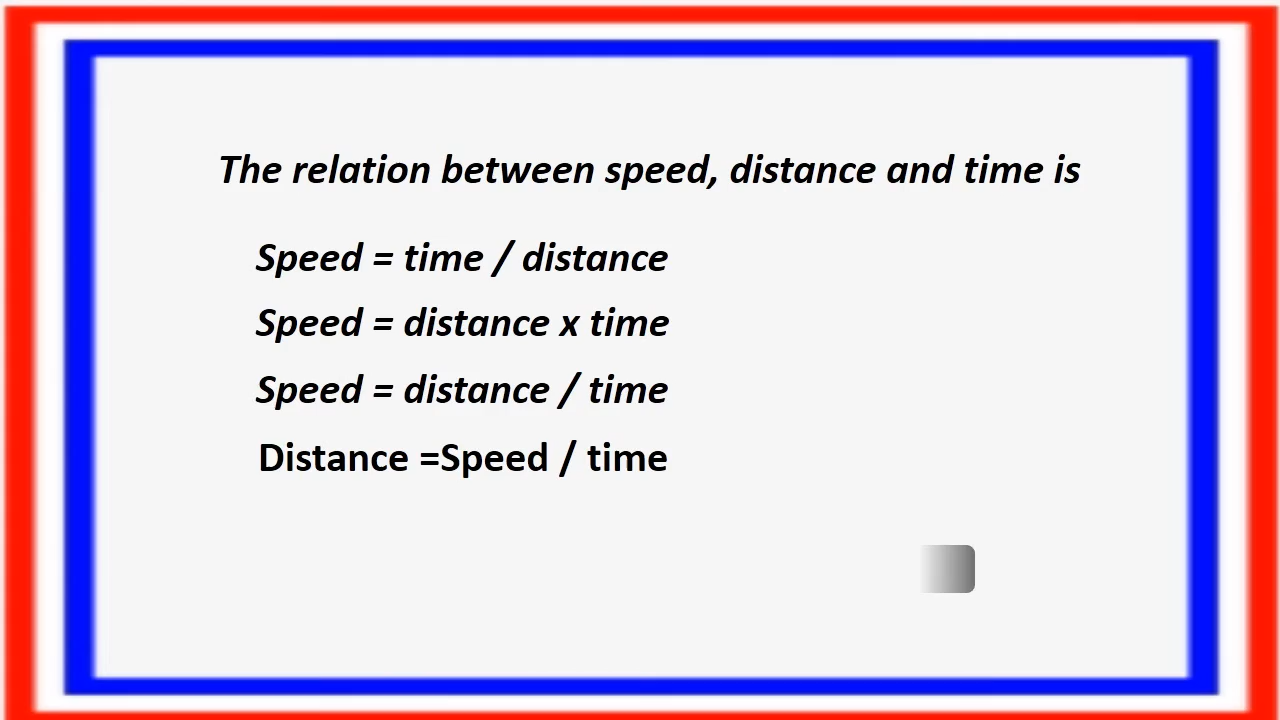 The relation between speed, distance and time is
Speed = time / distance
Speed = distance x time
Speed = distance / time
Distance =Speed / time